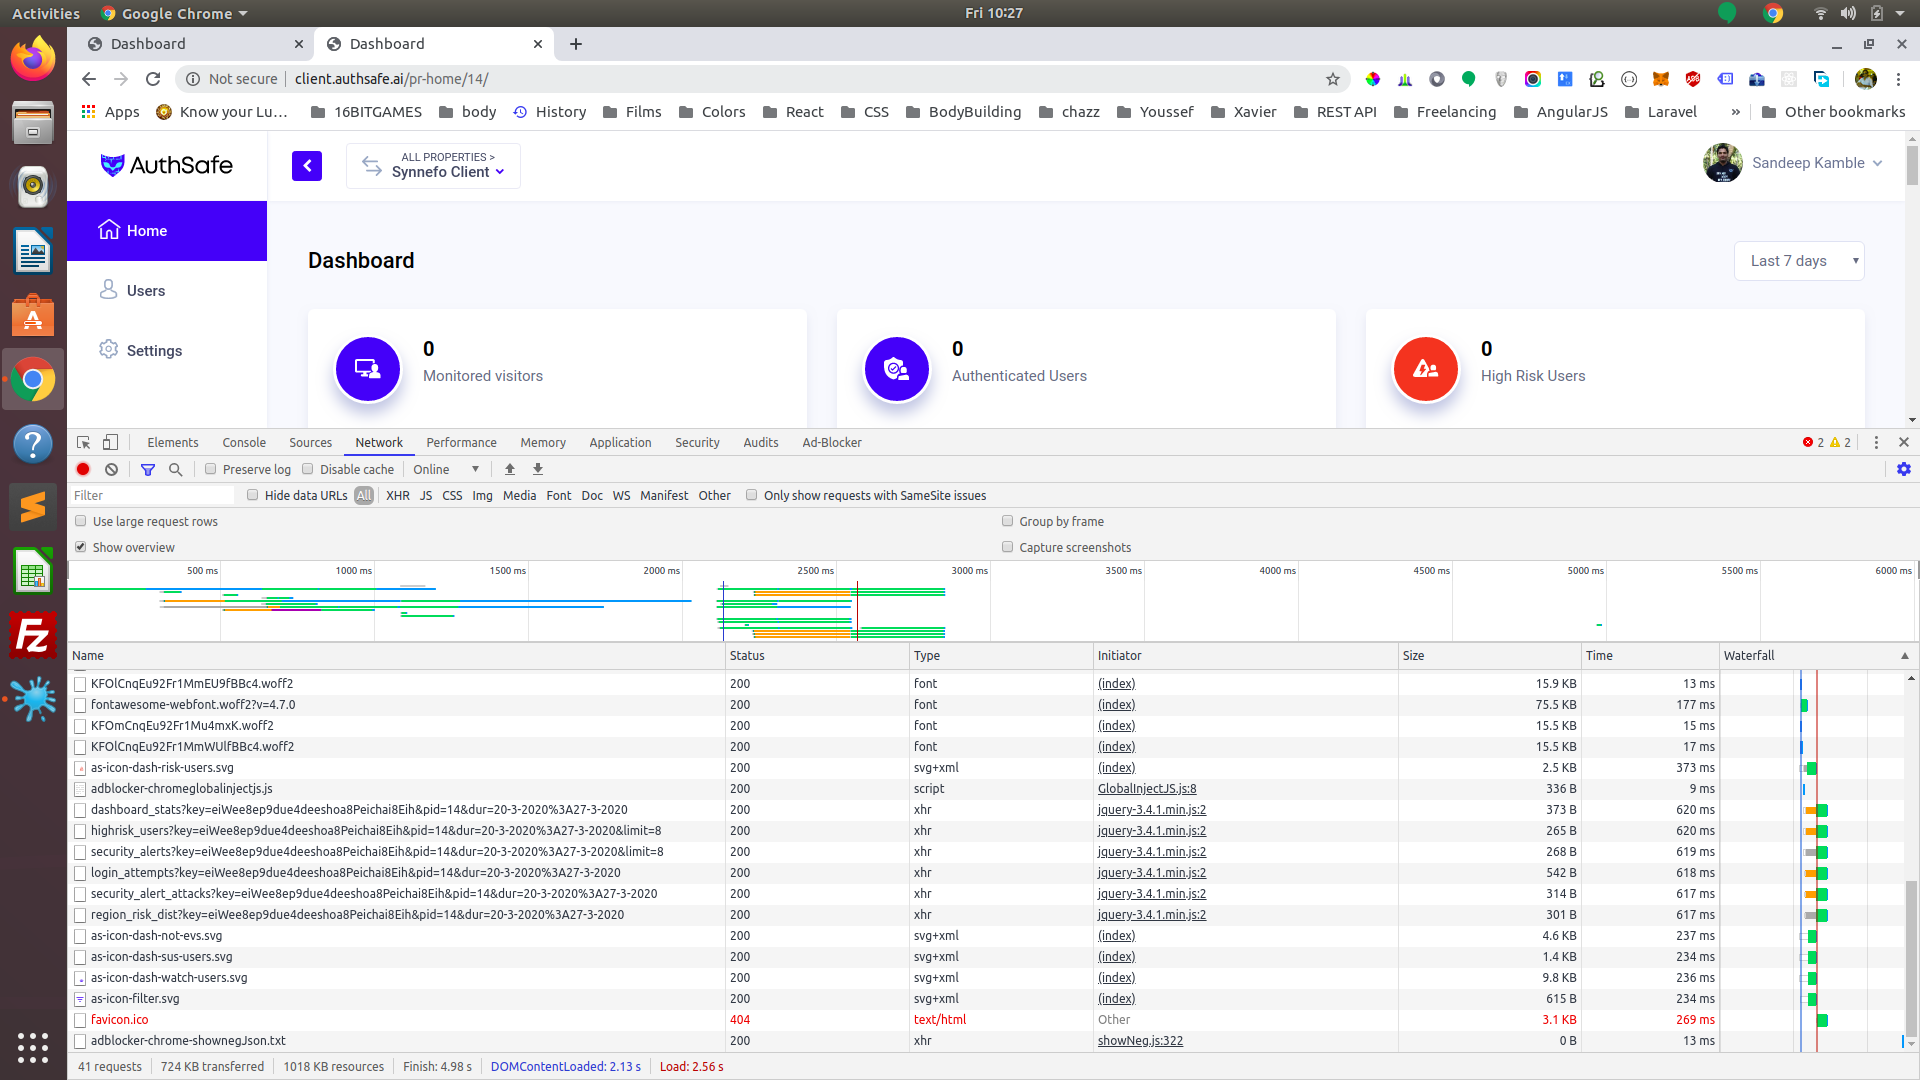 Activities
Google Chrome
Fri 10:27
Dashboard
Dashboard
Not secure
client.authsafe.ai/pr-home/14/
Apps
Know your Lu...
16BITGAMES
body
History
Films
Colors
React
CSS
BodyBuilding
chazz
Youssef
Xavier
REST API
Freelancing
AngularJS
Laravel
»
Other bookmarks
AuthSafe
ALL PROPERTIES >
Synnefo Client
Sandeep Kamble
Home
Users
Settings
Dashboard
Last 7 days
0
Monitored visitors
0
Authenticated Users
0
High Risk Users
Elements Console Sources Network Performance Memory Application Security Audits Ad-Blocker
2 2
Preserve log Disable cache Online
Filter Hide data URLs All XHR JS CSS Img Media Font Doc WS Manifest Other Only show requests with SameSite issues
Use large request rows Group by frame
Show overview Capture screenshots
500 ms 1000 ms 1500 ms 2000 ms 2500 ms 3000 ms 3500 ms 4000 ms 4500 ms 5000 ms 5500 ms 6000 ms
Name Status Type Initiator Size Time Waterfall
KFOlCnqEu92Fr1MmEU9fBBc4.woff2 200 font (index) 15.9 KB 13 ms
fontawesome-webfont.woff2?v=4.7.0 200 font (index) 75.5 KB 177 ms
KFOmCnqEu92Fr1Mu4mxK.woff2 200 font (index) 15.5 KB 15 ms
KFOlCnqEu92Fr1MmWUlfBBc4.woff2 200 font (index) 15.5 KB 17 ms
as-icon-dash-risk-users.svg 200 svg+xml (index) 2.5 KB 373 ms
adblocker-chromeglobalinjectjs.js 200 script GlobalInjectJS.js:8 336 B 9 ms
dashboard_stats?key=eiWee8ep9due4deeshoa8Peichai8Eih&pid=14&dur=20-3-2020%3A27-3-2020 200 xhr jquery-3.4.1.min.js:2 373 B 620 ms
highrisk_users?key=eiWee8ep9due4deeshoa8Peichai8Eih&pid=14&dur=20-3-2020%3A27-3-2020&limit=8 200 xhr jquery-3.4.1.min.js:2 265 B 620 ms
security_alerts?key=eiWee8ep9due4deeshoa8Peichai8Eih&pid=14&dur=20-3-2020%3A27-3-2020&limit=8 200 xhr jquery-3.4.1.min.js:2 268 B 619 ms
login_attempts?key=eiWee8ep9due4deeshoa8Peichai8Eih&pid=14&dur=20-3-2020%3A27-3-2020 200 xhr jquery-3.4.1.min.js:2 542 B 618 ms
security_alert_attacks?key=eiWee8ep9due4deeshoa8Peichai8Eih&pid=14&dur=20-3-2020%3A27-3-2020 200 xhr jquery-3.4.1.min.js:2 314 B 617 ms
region_risk_dist?key=eiWee8ep9due4deeshoa8Peichai8Eih&pid=14&dur=20-3-2020%3A27-3-2020 200 xhr jquery-3.4.1.min.js:2 301 B 617 ms
as-icon-dash-not-evs.svg 200 svg+xml (index) 4.6 KB 237 ms
as-icon-dash-sus-users.svg 200 svg+xml (index) 1.4 KB 234 ms
as-icon-dash-watch-users.svg 200 svg+xml (index) 9.8 KB 236 ms
as-icon-filter.svg 200 svg+xml (index) 615 B 234 ms
favicon.ico 404 text/html Other 3.1 KB 269 ms
adblocker-chrome-shownegJson.txt 200 xhr showNeg.js:322 0 B 13 ms
41 requests 724 KB transferred 1018 KB resources Finish: 4.98 s DOMContentLoaded: 2.13 s Load: 2.56 s